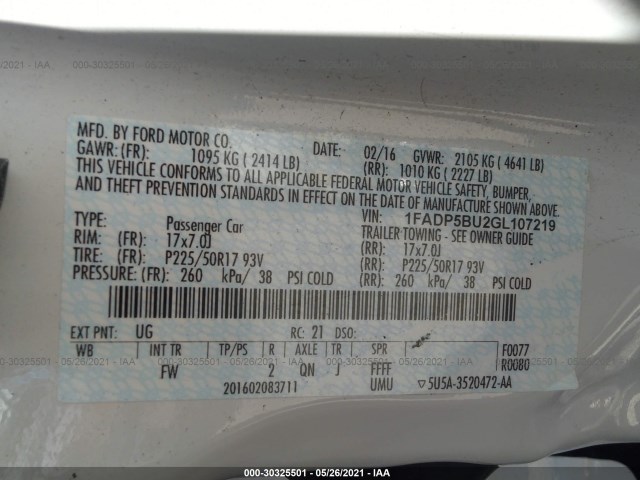 000-30325501 - 05/26/2021 - IAA
MFD. BY FORD MOTOR CO.
DATE: 02/16 GVWR: 2105 KG ( 4641 LB)
GAWR: (FR): 1095 KG ( 2414 LB) (RR): 1010 KG ( 2227 LB)
THIS VEHICLE CONFORMS TO ALL APPLICABLE FEDERAL MOTOR VEHICLE SAFETY, BUMPER,
AND THEFT PREVENTION STANDARDS IN EFFECT ON THE DATE OF MANUFACTURE SHOWN ABOVE.
VIN: 1FADP5BU2GL107219
TYPE: Passenger Car TRAILER TOWING - SEE OWNER GUIDE
RIM: (FR): 17x7.0J (RR): 17x7.0J
TIRE: (FR): P225/50R17 93V (RR): P225/50R17 93V
PRESSURE: (FR): 260 kPa/ 38 PSI COLD (RR): 260 kPa/ 38 PSI COLD
EXT PNT: UG RC: 21 DSO:
WB INT TR TP/PS R AXLE TR SPR F0077
FW 2 QN J FFFF R0080
201602083711 UMU ▽5U5A-3520472-AA
000-30325501 - 05/26/2021 - IAA